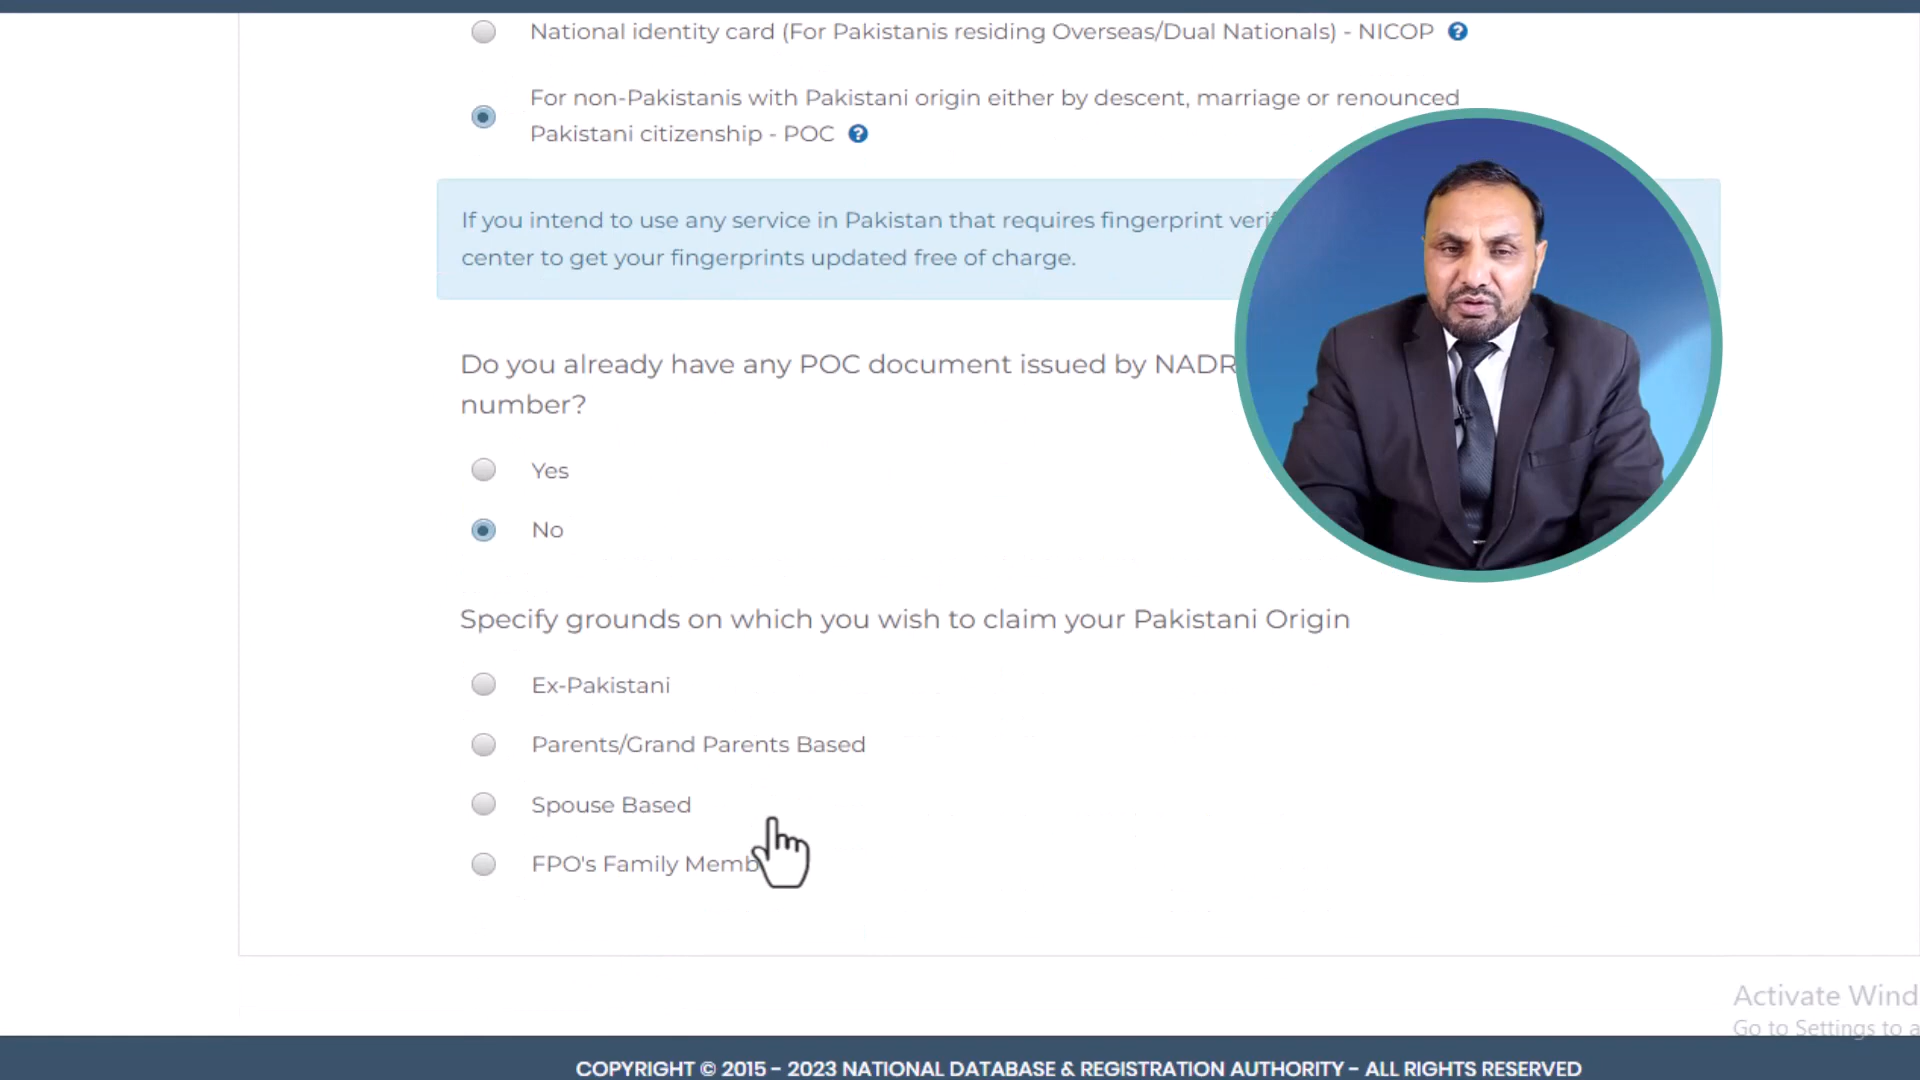 National identity card (For Pakistanis residing Overseas/Dual Nationals) - NICOP
For non-Pakistanis with Pakistani origin either by descent, marriage or renounced
Pakistani citizenship - POC
If you intend to use any service in Pakistan that requires fingerprint
center to get your fingerprints updated free of charge.
Do you already have any POC document issued by
number?
Yes
No
Specify grounds on which you wish to claim your Pakistani Origin
Ex-Pakistani
Parents/Grand Parents Based
Spouse Based
FPO's Family
Activate
Go to Settings to
COPYRIGHT © 2015 - 2023 NATIONAL DATABASE & REGISTRATION AUTHORITY - ALL RIGHTS RESERVED